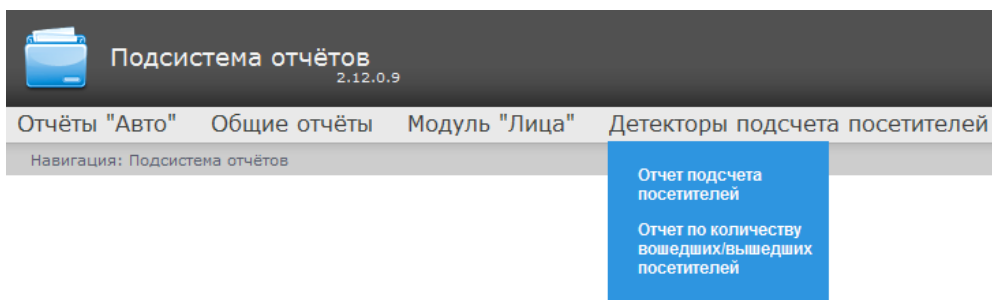 Подсистема отчётов
2.12.0.9
Отчёты "Авто" Общие отчёты Модуль "Лица" Детекторы подсчета посетителей
Навигация: Подсистема отчётов
Отчет подсчета
посетителей
Отчет по количеству
вошедших/вышедших
посетителей